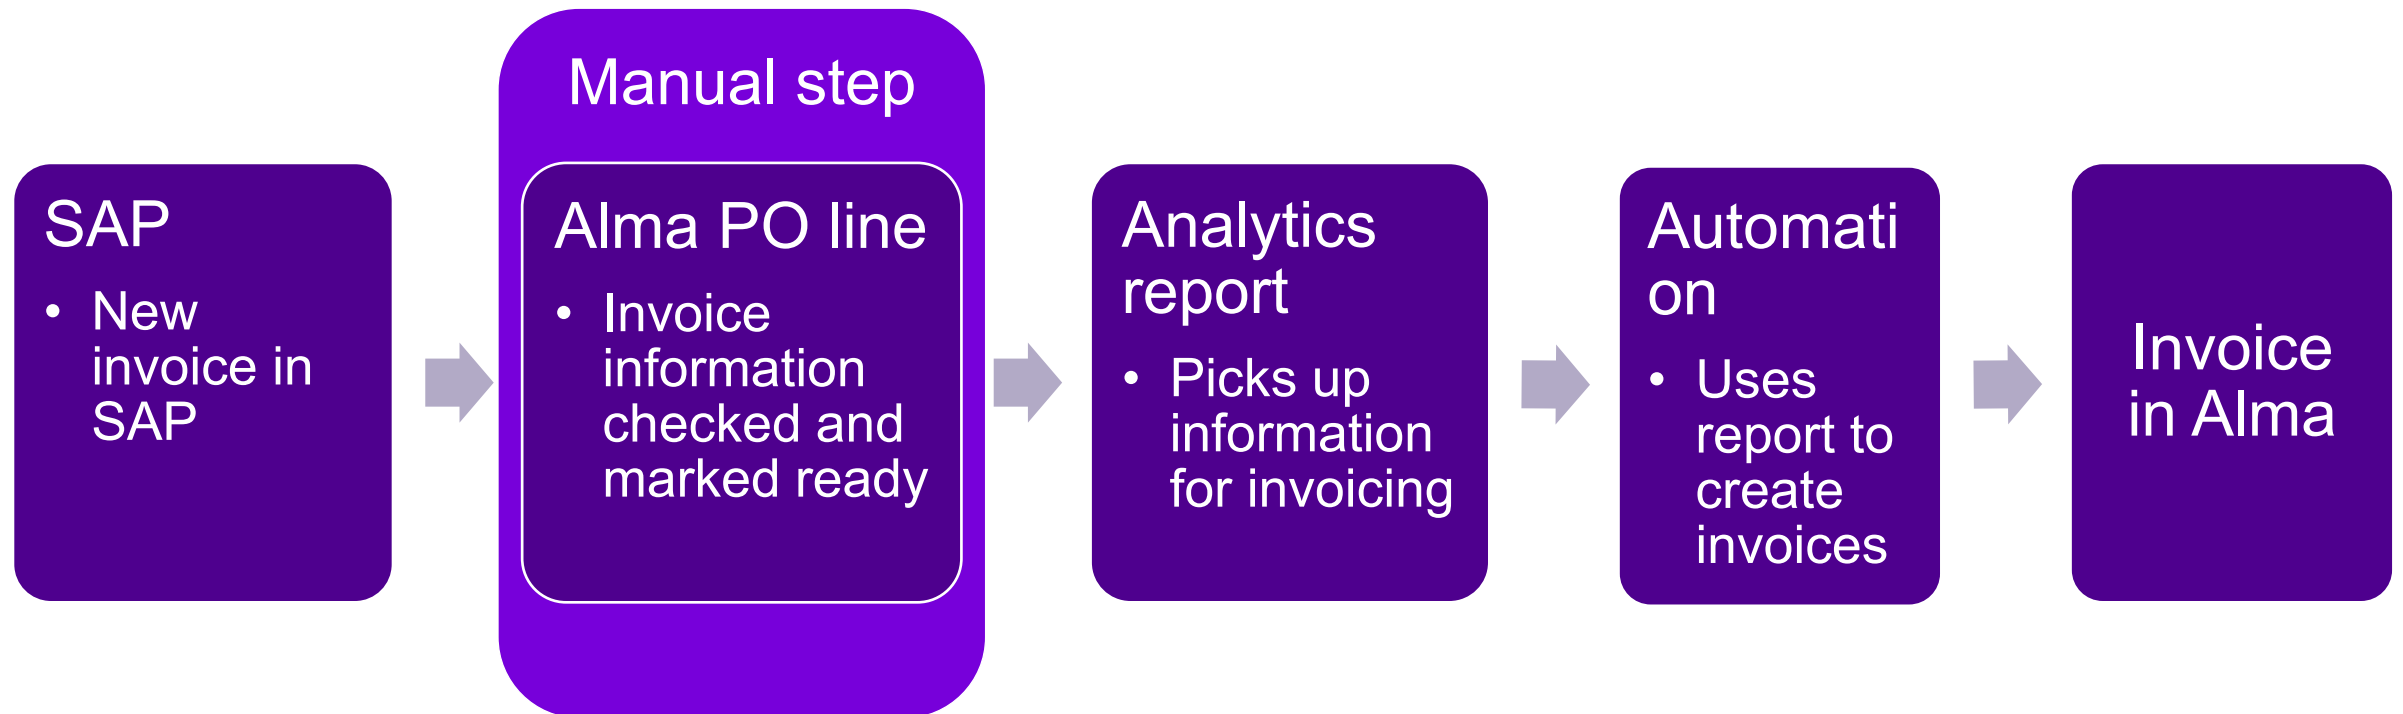 Manual step
SAP
• New
invoice in
SAP
Alma PO line
• Invoice
information
checked and
marked ready
Analytics
report
• Picks up
information
for invoicing
Automati
on
• Uses
report to
create
invoices
Invoice
in Alma